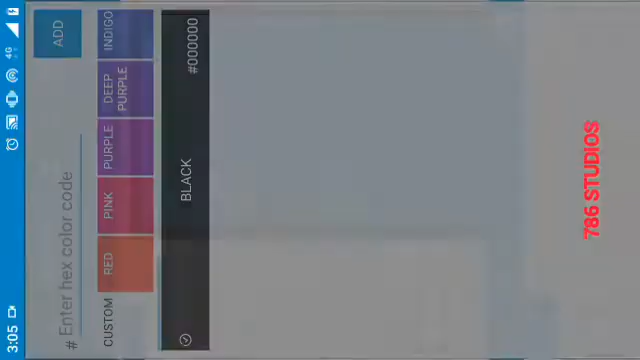 3:05
4G
# Enter hex color code
ADD
CUSTOM RED PINK PURPLE DEEP PURPLE INDIGO
BLACK #000000
786 STUDIOS